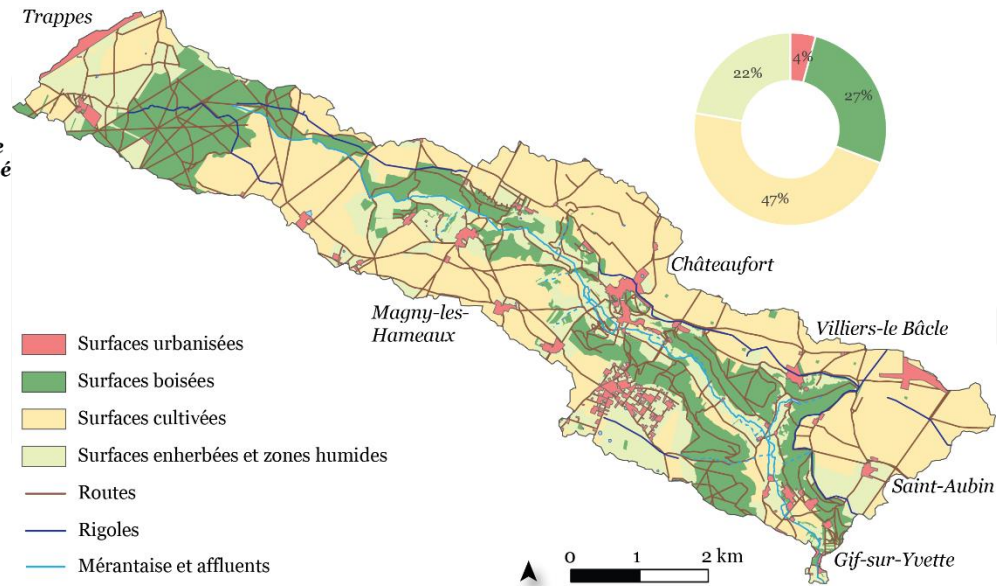 Trappes
4%
22%
27%
e
é
47%
Châteaufort
Magny-les-
Hameaux
Villiers-le Bâcle
Surfaces urbanisées
Surfaces boisées
Surfaces cultivées
Surfaces enherbées et zones humides
Routes
Saint-Aubin
Rigoles
Gif-sur-Yvette
0 1 2 km
Mérantaise et affluents